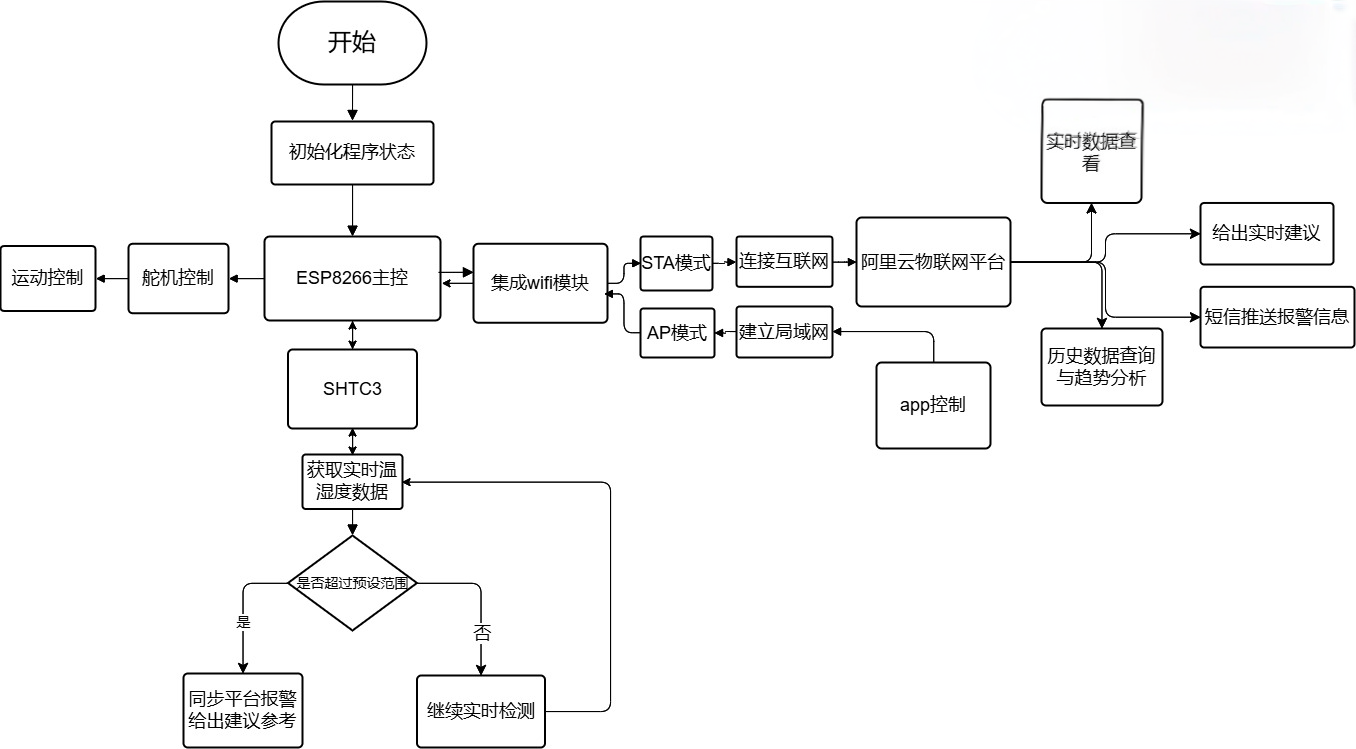 开始
初始化程序状态
运动控制
舵机控制
ESP8266主控
集成wifi模块
STA模式
连接互联网
阿里云物联网平台
实时数据查
看
给出实时建议
短信推送报警信息
历史数据查询
与趋势分析
AP模式
建立局域网
app控制
SHTC3
获取实时温
湿度数据
是否超过预设范围
是
否
同步平台报警
给出建议参考
继续实时检测